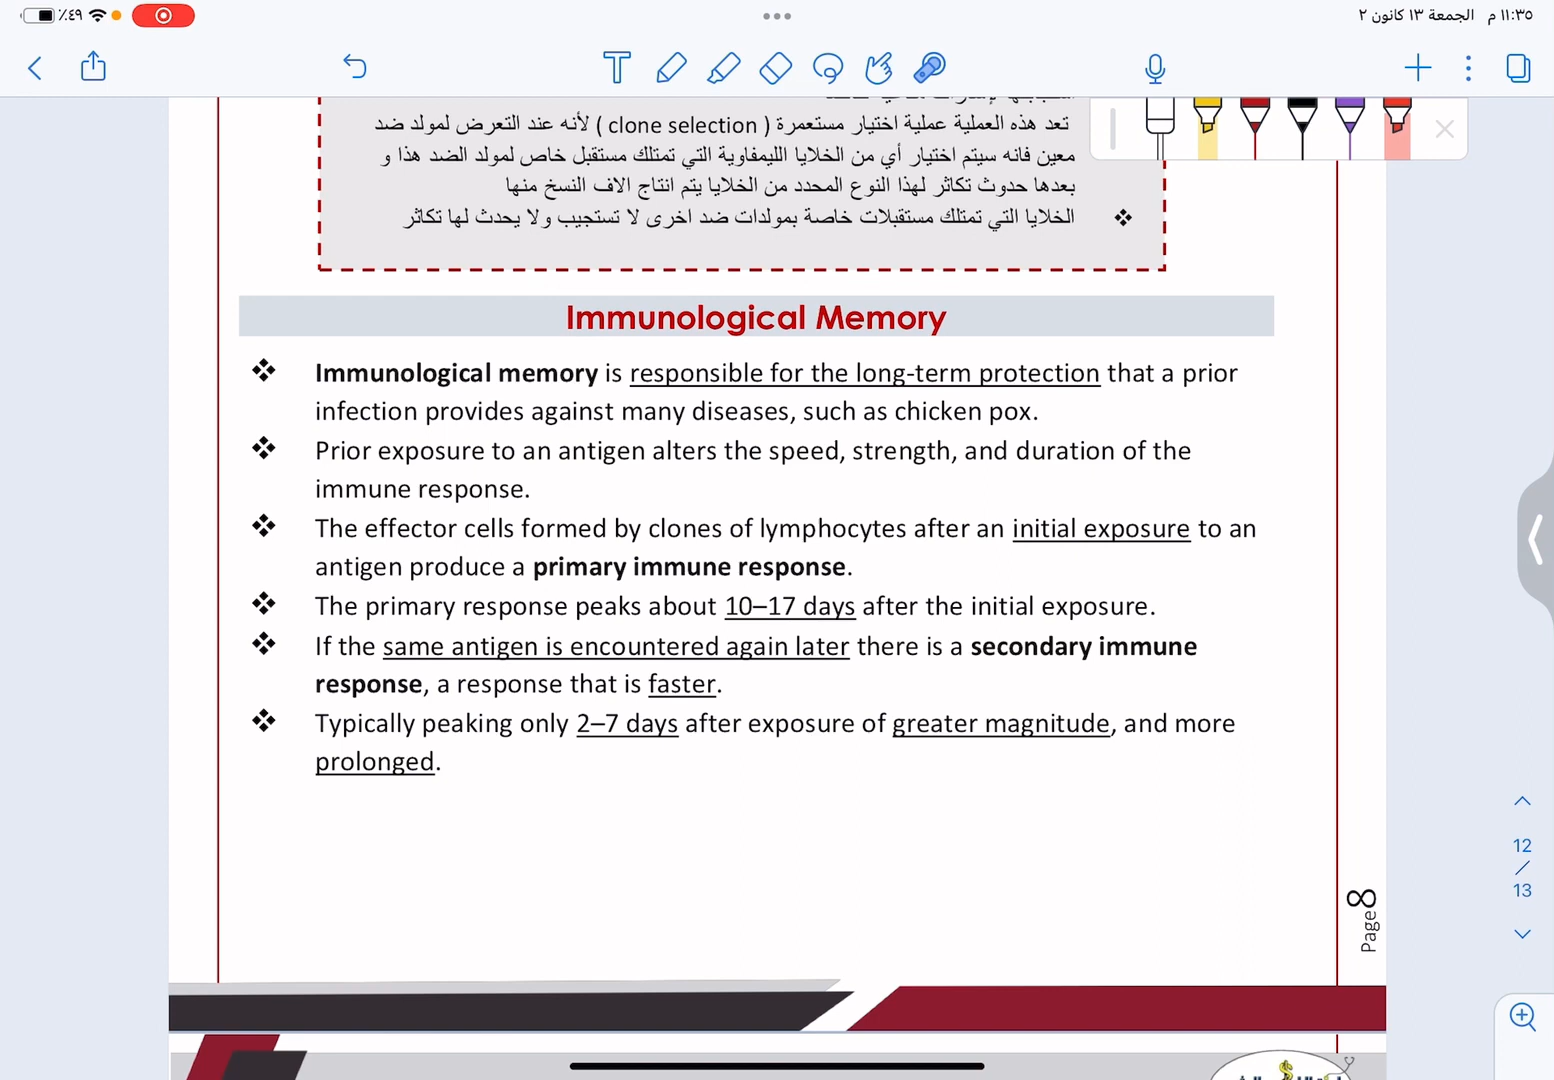 ٪٤٩
١١:٣٥ م الجمعة ١٣ كانون ٢
تعد هذه العملية عملية اختيار مستعمرة ( clone selection ) لأنه عند التعرض لمولد ضد
معين فانه سيتم اختيار أي من الخلايا الليمفاوية التي تمتلك مستقبل خاص لمولد الضد هذا و
بعدها حدوث تكاثر لهذا النوع المحدد من الخلايا يتم انتاج الاف النسخ منها
❖ الخلايا التي تمتلك مستقبلات خاصة بمولدات ضد اخرى لا تستجيب ولا يحدث لها تكاثر
Immunological Memory
❖ Immunological memory is responsible for the long-term protection that a prior
infection provides against many diseases, such as chicken pox.
❖ Prior exposure to an antigen alters the speed, strength, and duration of the
immune response.
❖ The effector cells formed by clones of lymphocytes after an initial exposure to an
antigen produce a primary immune response.
❖ The primary response peaks about 10–17 days after the initial exposure.
❖ If the same antigen is encountered again later there is a secondary immune
response, a response that is faster.
❖ Typically peaking only 2–7 days after exposure of greater magnitude, and more
prolonged.
12
/
13
Page 8